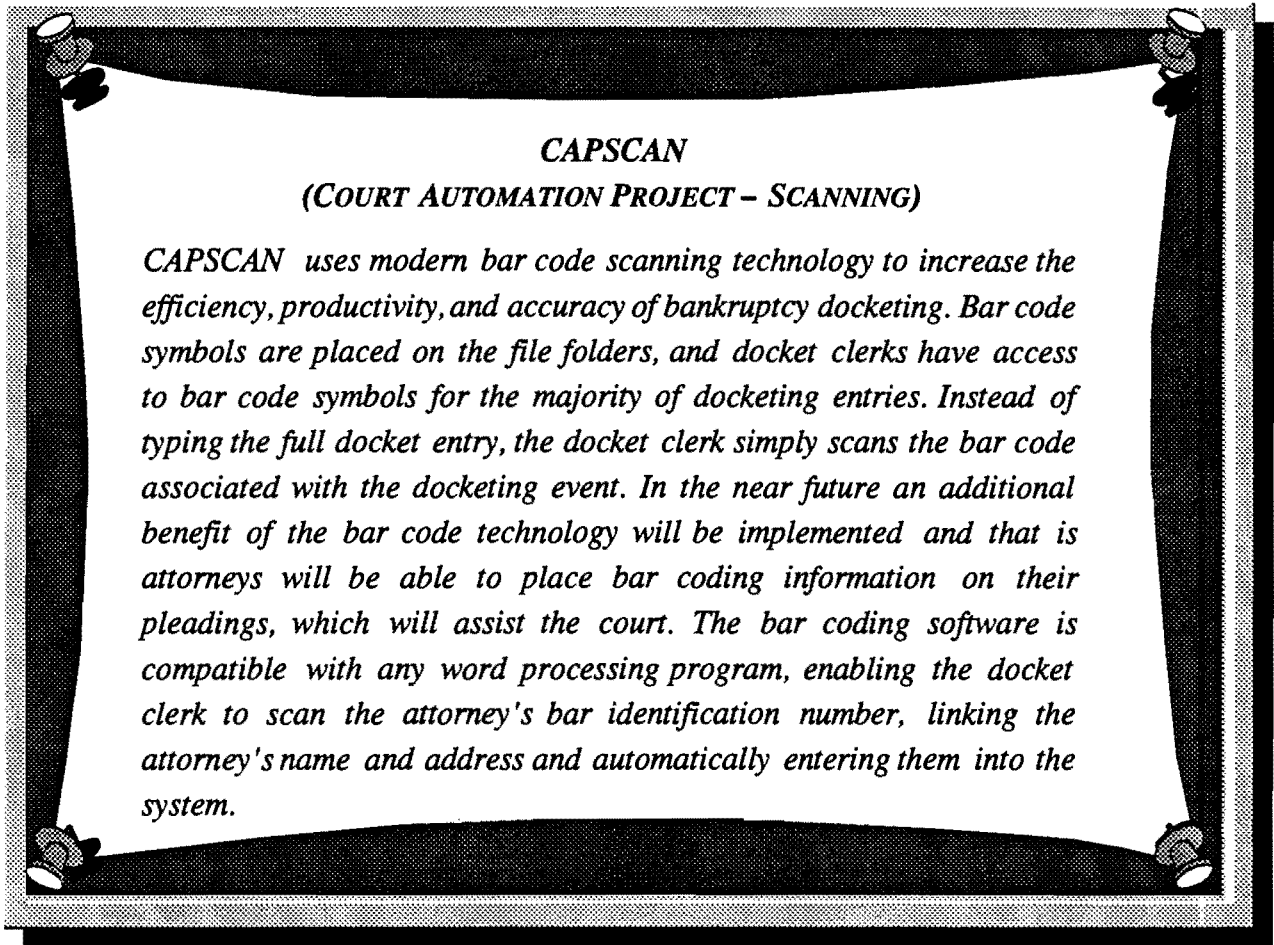 CAPSCAN
(COURT AUTOMATION PROJECT – SCANNING)
CAPSCAN uses modern bar code scanning technology to increase the
efficiency, productivity, and accuracy of bankruptcy docketing. Bar code
symbols are placed on the file folders, and docket clerks have access
to bar code symbols for the majority of docketing entries. Instead of
typing the full docket entry, the docket clerk simply scans the bar code
associated with the docketing event. In the near future an additional
benefit of the bar code technology will be implemented and that is
attorneys will be able to place bar coding information on their
pleadings, which will assist the court. The bar coding software is
compatible with any word processing program, enabling the docket
clerk to scan the attorney's bar identification number, linking the
attorney's name and address and automatically entering them into the
system.